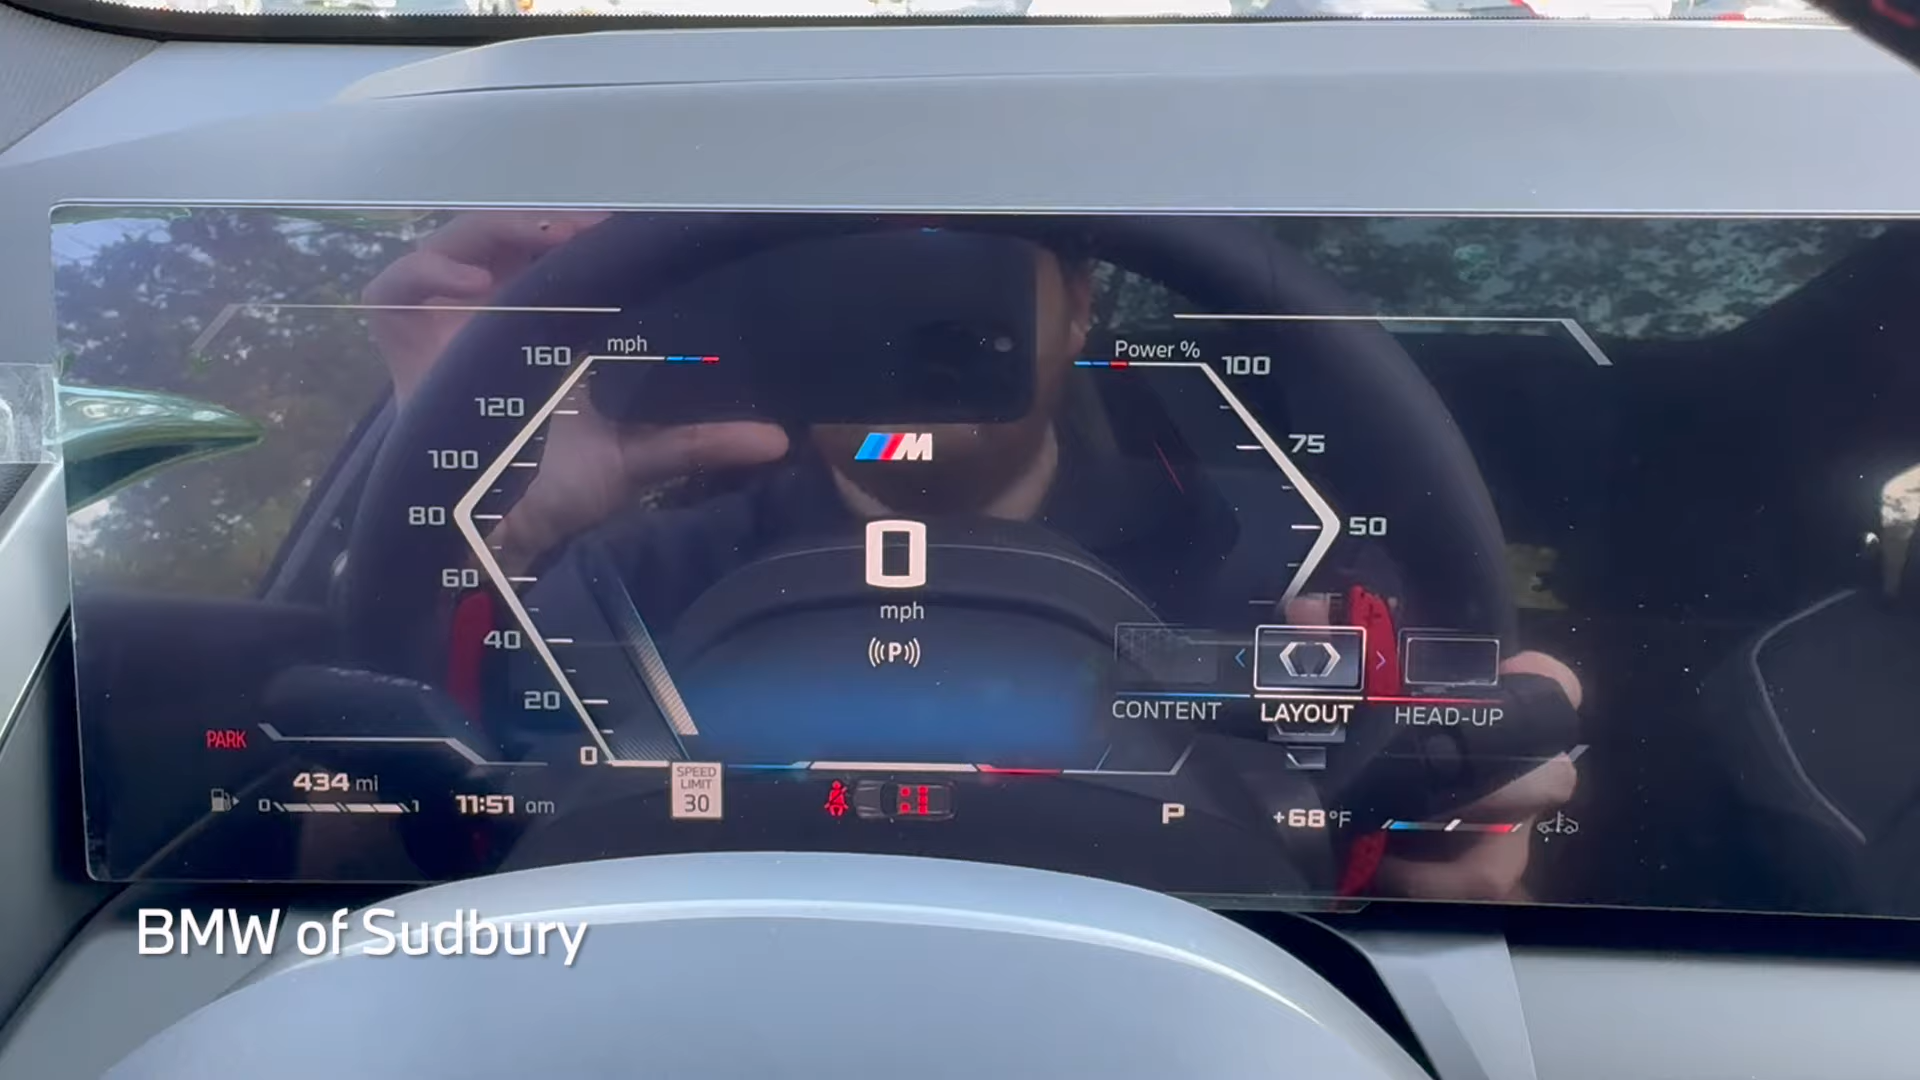 160
mph
120
100
80
60
40
20
0
Power %
100
75
50
M
0
mph
((P))
CONTENT
LAYOUT
HEAD-UP
PARK
434 mi
0
1
11:51 am
SPEED
LIMIT
30
P
+68°F
BMW of Sudbury